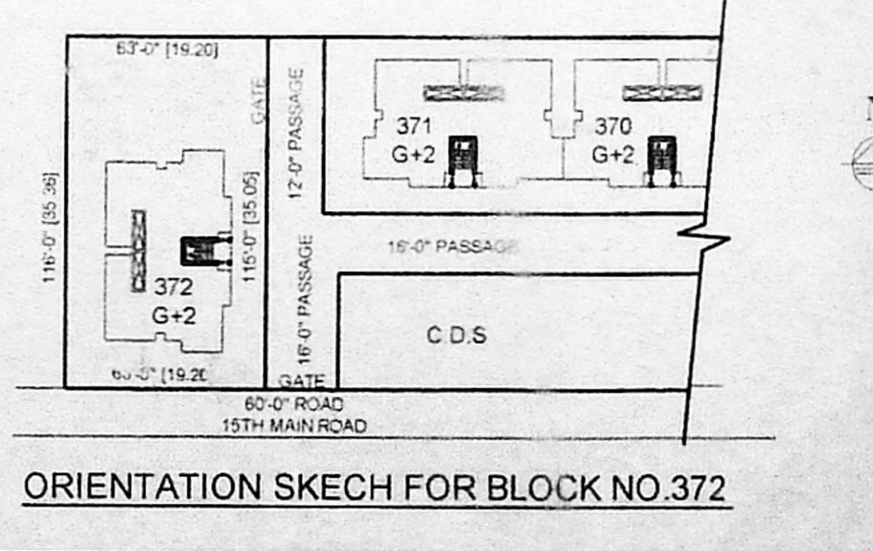 63'-0" [19.20]
GATE
12'-0" PASSAGE
371
G+2
370
G+2
116'-0" [35.36]
115'-0" [35.05]
16'-0" PASSAGE
16'-0" PASSAGE
372
G+2
C.D.S
[19.20
GATE
60'-0" ROAD
15TH MAIN ROAD
ORIENTATION SKECH FOR BLOCK NO.372